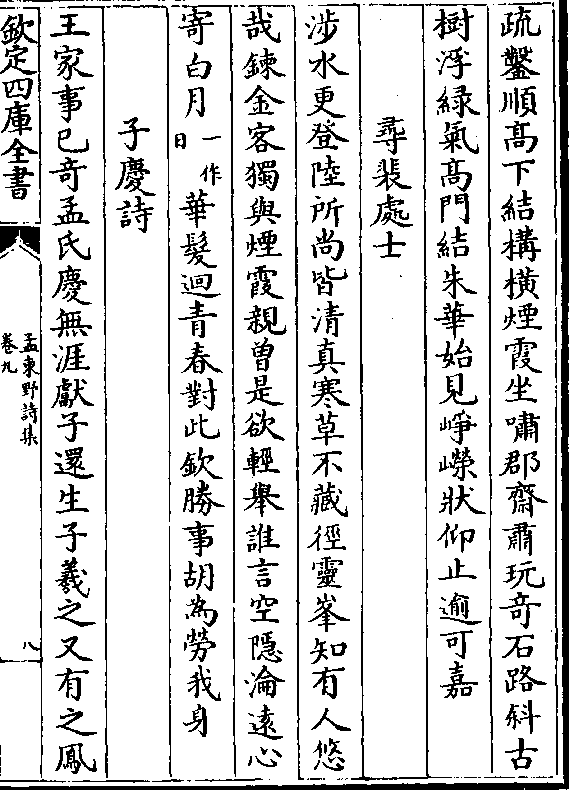 疏鑿順髙下結構橫煙霞坐嘯郡齋肅玩竒石路斜古
樹浮緑氣髙門結朱華始見崢嶸狀仰止逾可嘉
尋裴處士
涉水更登陸所尚皆清真寒草不藏徑靈峯知有人悠
哉鍊金客獨與煙霞親曽是欲輕舉誰言空隠淪遠心
寄白月一作日華髮迴青春對此欽勝事胡為勞我身
子慶詩
王家事已竒孟氏慶無涯獻子還生子羲之又有之鳳
欽定四庫全書
孟東野詩集
卷九
八